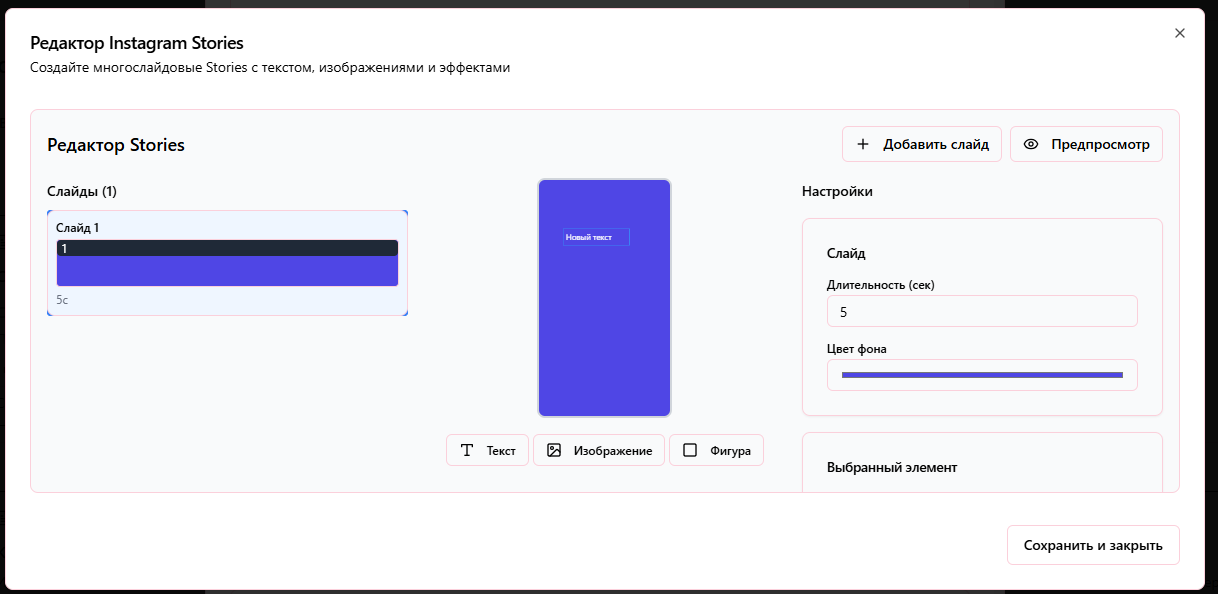 Редактор Instagram Stories
Создайте многослайдовые Stories с текстом, изображениями и эффектами
Редактор Stories
Добавить слайд
Предпросмотр
Слайды (1)
Слайд 1
1
5с
Новый текст
Текст
Изображение
Фигура
Настройки
Слайд
Длительность (сек)
5
Цвет фона
Выбранный элемент
Сохранить и закрыть